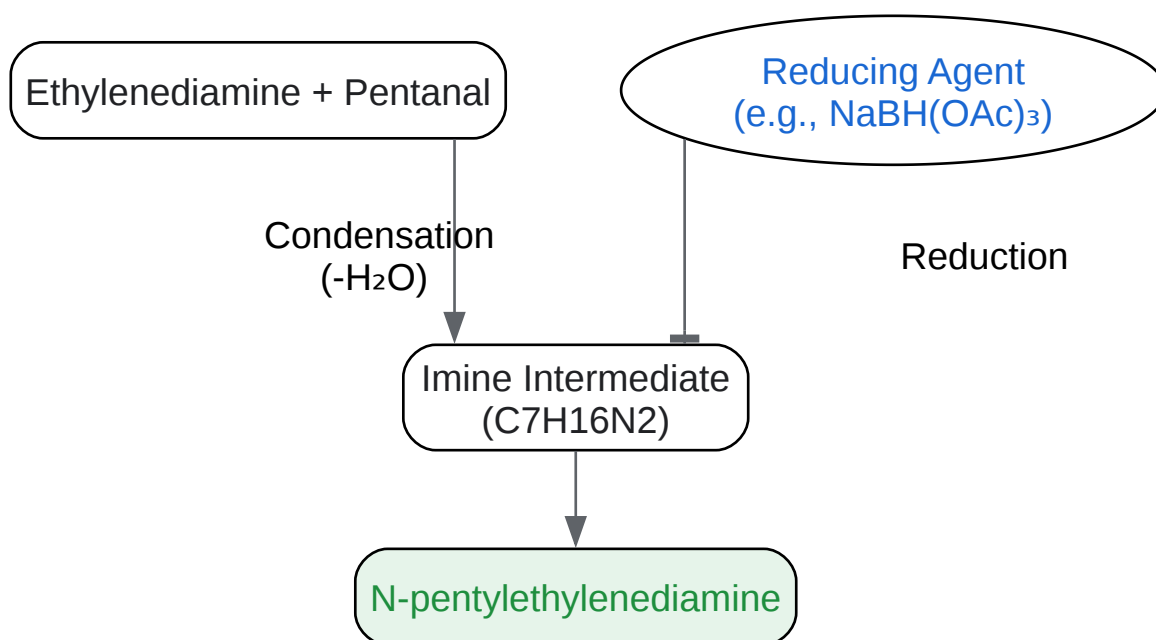 Ethylenediamine + Pentanal
Reducing Agent
(e.g., NaBH(OAc)₃)
Condensation
(-H₂O)
Reduction
Imine Intermediate
(C7H16N2)
N-pentylethylenediamine